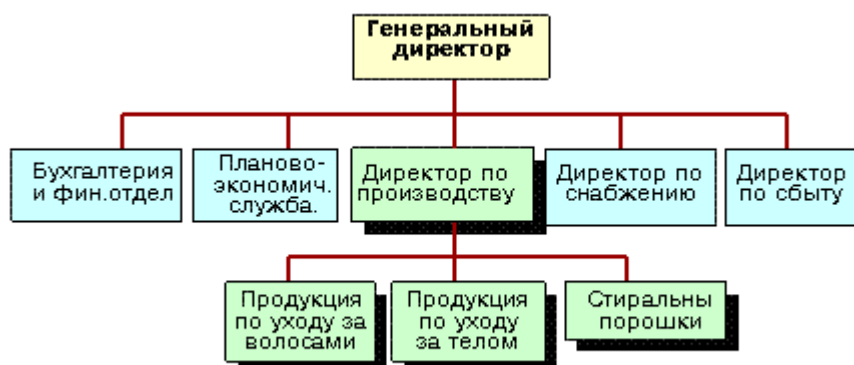 Генеральный
директор
Бухгалтерия
и фин.отдел
Планово-
экономич.
служба.
Директор по
производству
Директор по
снабжению
Директор
по сбыту
Продукция
по уходу за
волосами
Продукция
по уходу
за телом
Стиральны
порошки